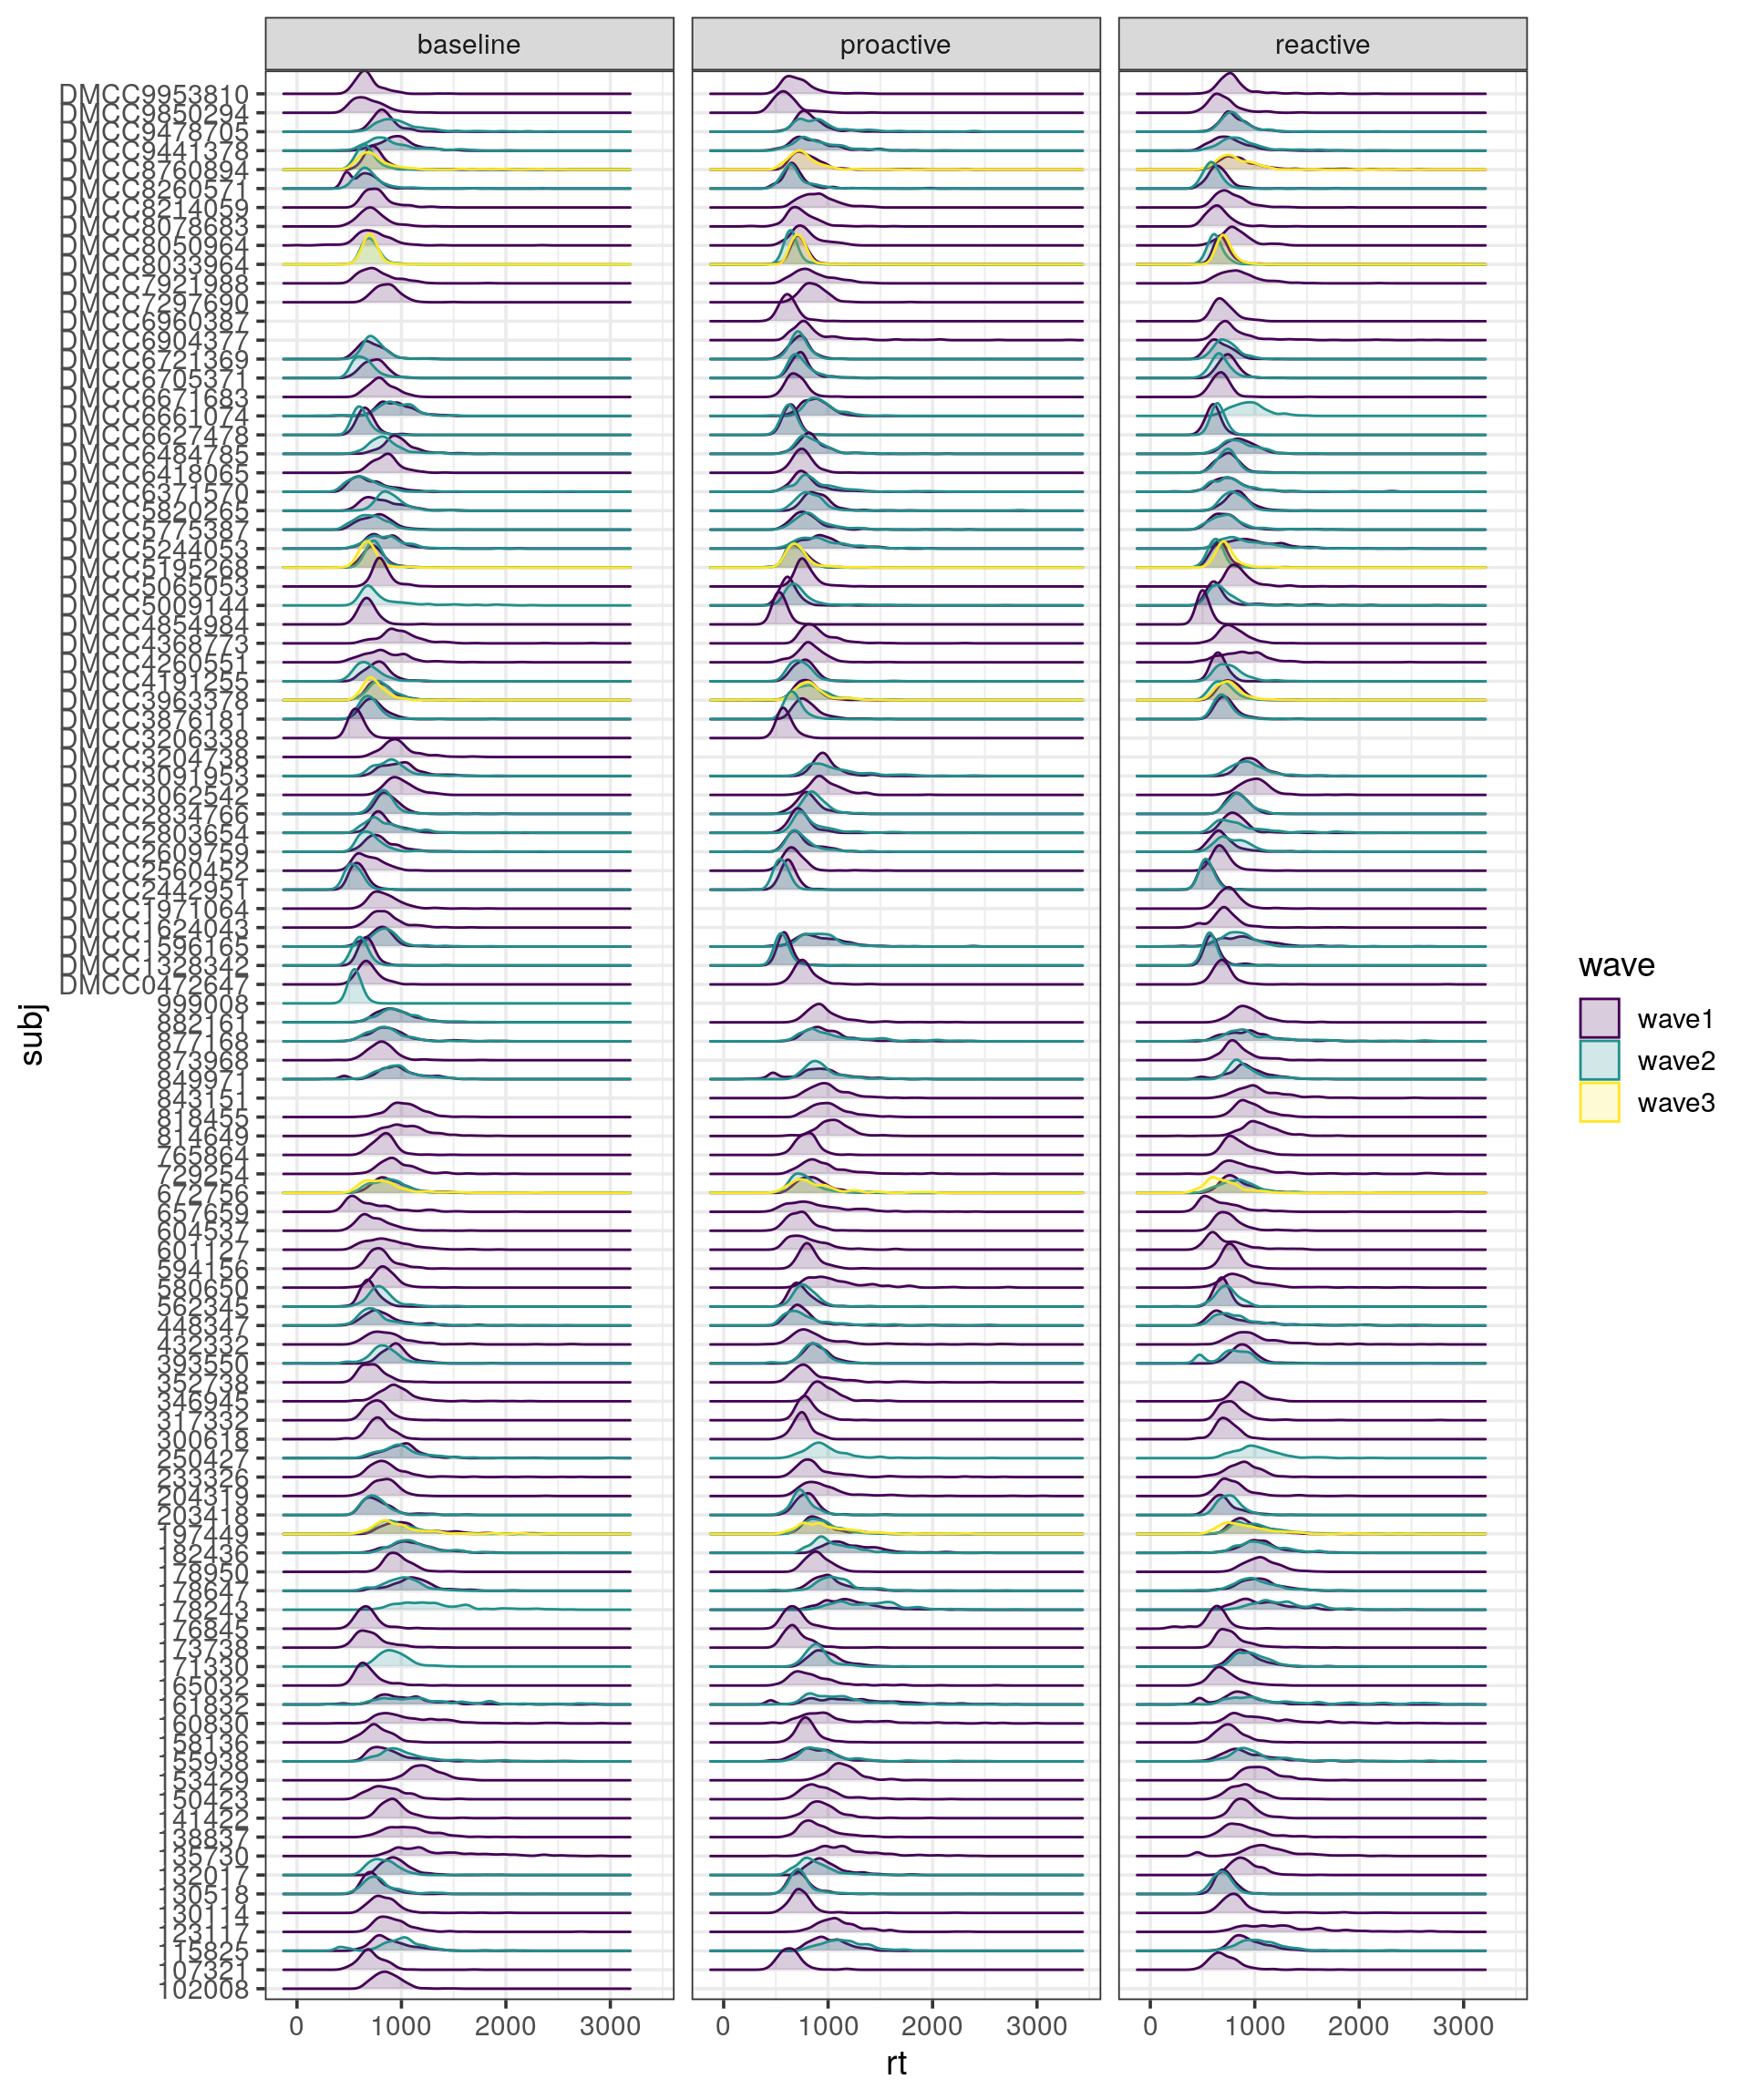 baseline proactive reactive
DMCC9953810
DMCC9850294
DMCC9478705
DMCC9441378
DMCC8760894
DMCC8260571
DMCC8214059
DMCC8078683
DMCC8050964
DMCC8033964
DMCC7921988
DMCC7297690
DMCC6960387
DMCC6904377
DMCC6721369
DMCC6705371
DMCC6671683
DMCC6661074
DMCC6627478
DMCC6484785
DMCC6418065
DMCC6371570
DMCC5820265
DMCC5775387
DMCC5244053
DMCC5195268
DMCC5065053
DMCC5009144
DMCC4854984
DMCC4368773
DMCC4260551
DMCC4191255
DMCC3963378
DMCC3876181
DMCC3206338
DMCC3204738
DMCC3091953
DMCC3062542
DMCC2834766
DMCC2803654
DMCC2609759
DMCC2560452
DMCC2442951
DMCC1971064
DMCC1624043
DMCC1596165
DMCC1328342
DMCC0472647
999008
882161
877168
873968
849971
843151
818455
814649
765864
729254
672756
657659
604537
601127
594156
580650
562345
448347
432332
393550
352738
346945
317332
300618
250427
233326
204319
203418
197449
182436
178950
178647
178243
176845
173738
171330
165032
161832
160830
158136
155938
153429
150423
141422
138837
135730
132017
130518
130114
123117
115825
107321
102008
subj
0 1000 2000 3000 0 1000 2000 3000 0 1000 2000 3000
rt
wave
wave1
wave2
wave3